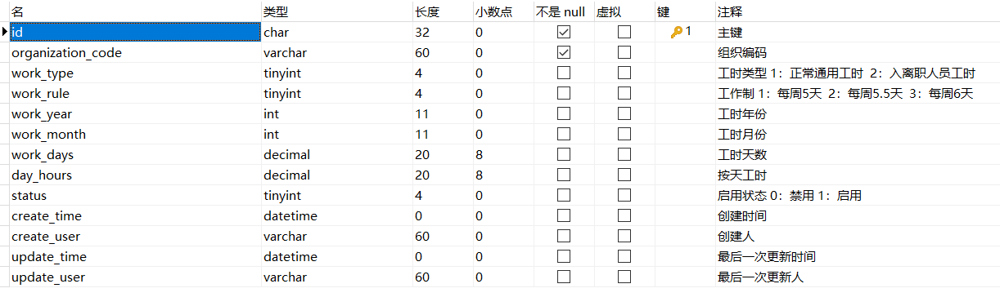 名 类型 长度 小数点 不是 null 虚拟 键 注释
id char 32 0 1 主键
organization_code varchar 60 0 组织编码
work_type tinyint 4 0 工时类型 1：正常通用工时 2：入离职人员工时
work_rule tinyint 4 0 工作制 1：每周5天 2：每周5.5天 3：每周6天
work_year int 11 0 工时年份
work_month int 11 0 工时月份
work_days decimal 20 8 工时天数
day_hours decimal 20 8 按天工时
status tinyint 4 0 启用状态 0：禁用 1：启用
create_time datetime 0 0 创建时间
create_user varchar 60 0 创建人
update_time datetime 0 0 最后一次更新时间
update_user varchar 60 0 最后一次更新人